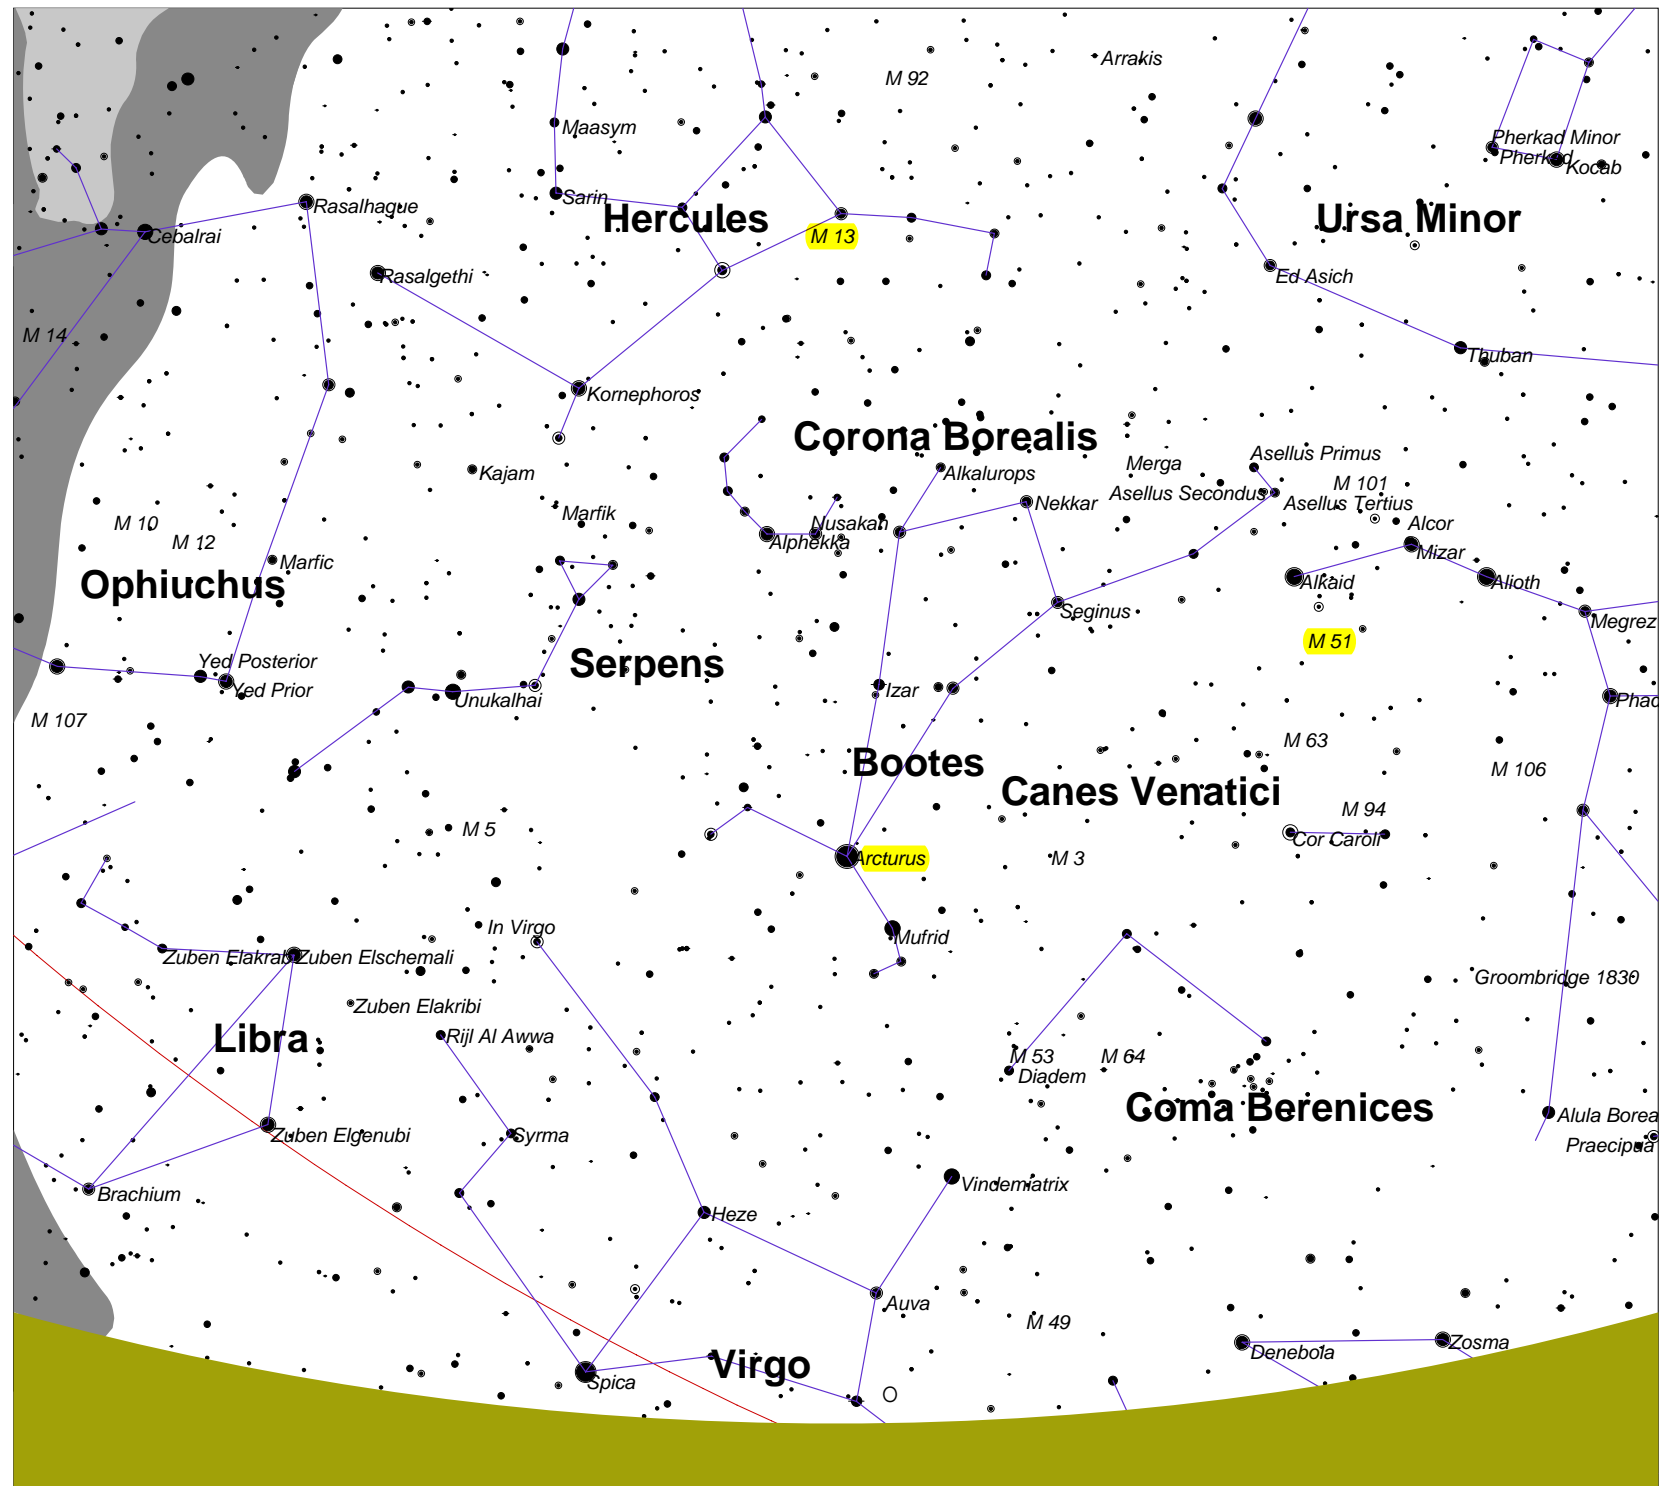 Arrakis
M 92
Maasym
Pherkad Minor
Pherkad
Kocab
Sarin
Rasalhague
Hercules
Ursa Minor
Cebalrai
M 13
Rasalgethi
Ed Asich
M 14
Thuban
Kornephoros
Corona Borealis
Asellus Primus
Merga
Kajam
Alkalurops
M 101
Asellus Secondus
Nekkar
Asellus Tertius
Marfik
M 10
Nusakan
Alcor
M 12
Alphekka
Mizar
Marfic
Ophiuchus
Alkaid
Alioth
Seginus
Megrez
M 51
Yed Posterior
Serpens
Yed Prior
Izar
Unukalhai
Phad
M 107
M 63
Bootes
M 106
Canes Venatici
M 94
M 5
Cor Caroli
Arcturus
M 3
In Virgo
Mufrid
Zuben Elakrab
Zuben Elschemali
Groombridge 1830
Zuben Elakribi
Libra
Rijl Al Awwa
M 53
M 64
Diadem
Coma Berenices
Alula Borea
Zuben Elgenubi
Syrma
Praecipua
Brachium
Vindemiatrix
Heze
Auva
M 49
Zosma
Denebola
Virgo
Spica